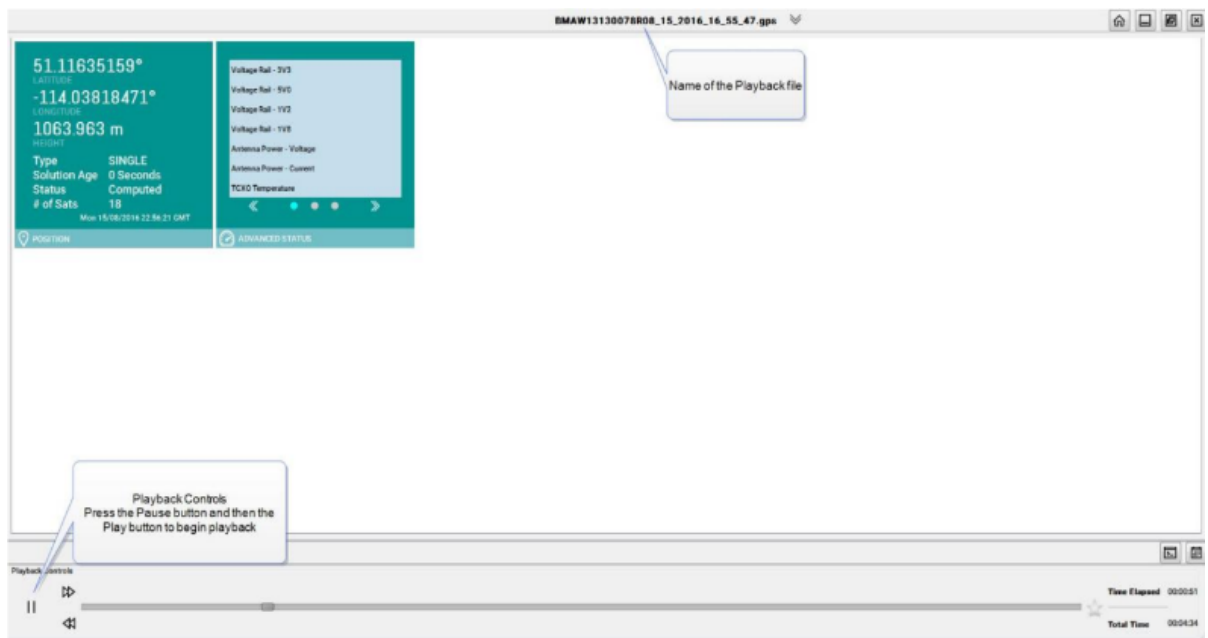 BMAW13130078R08_15_2016_16_55_47.gps
Name of the Playback file
51.11635159°
LATITUDE
-114.03818471°
LONGITUDE
1063.963 m
HEIGHT
Type SINGLE
Solution Age 0 Seconds
Status Computed
# of Sats 18
Mon 15/08/2016 22:56:21 GMT
POSITION
Voltage Rail - 3V3
Voltage Rail - 5V0
Voltage Rail - 1V2
Voltage Rail - 1V8
Antenna Power - Voltage
Antenna Power - Current
TCXO Temperature
ADVANCED STATUS
Playback Controls
Press the Pause button and then the
Play button to begin playback
Playback Controls
Time Elapsed 00:00:51
Total Time 00:04:34